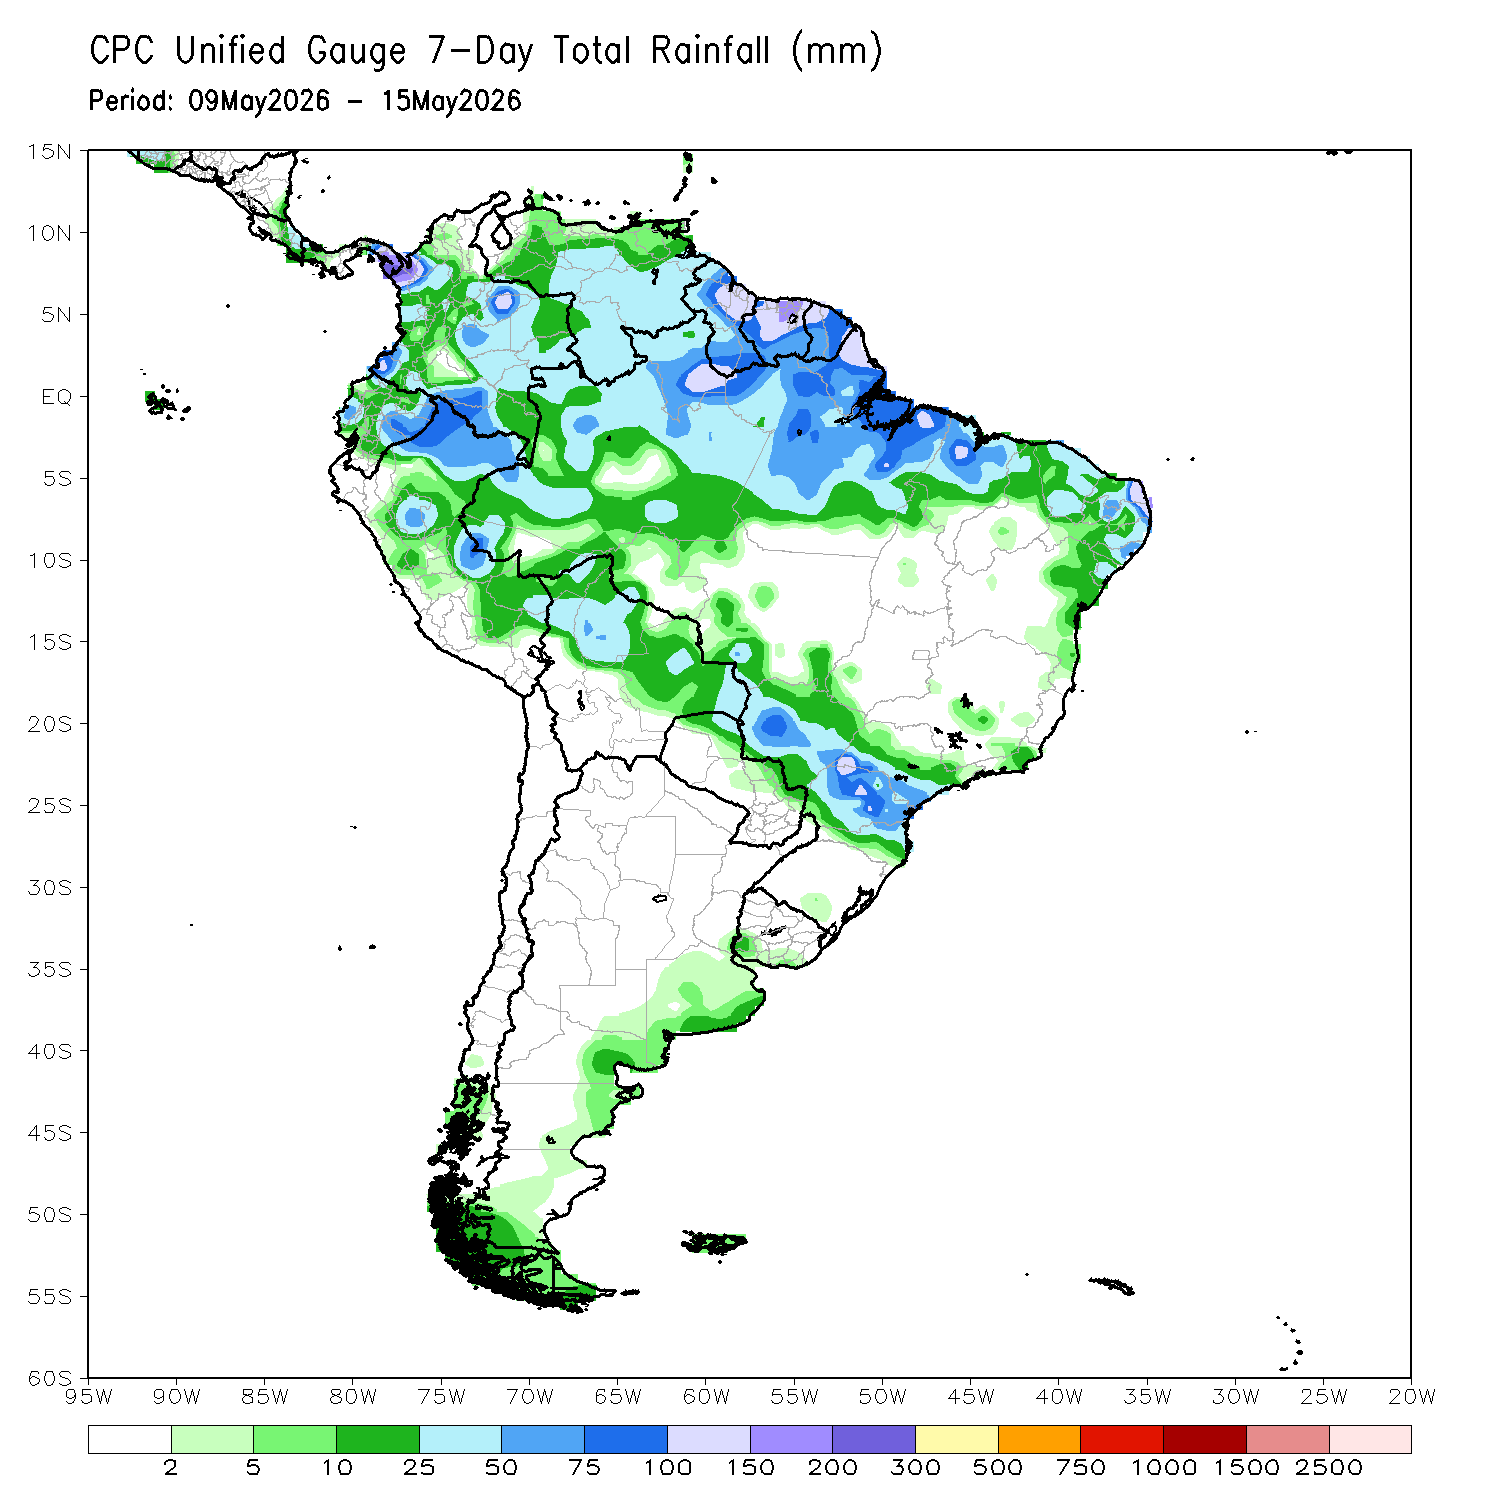 CPC Unified Gauge 7-Day Total Rainfall (mm)
Period: 09May2026 - 15May2026
15N
10N
5N
EQ
5S
10S
15S
20S
25S
30S
35S
40S
45S
50S
55S
60S
95W 90W 85W 80W 75W 70W 65W 60W 55W 50W 45W 40W 35W 30W 25W 20W
2 5 10 25 50 75 100 150 200 300 500 750 1000 1500 2500